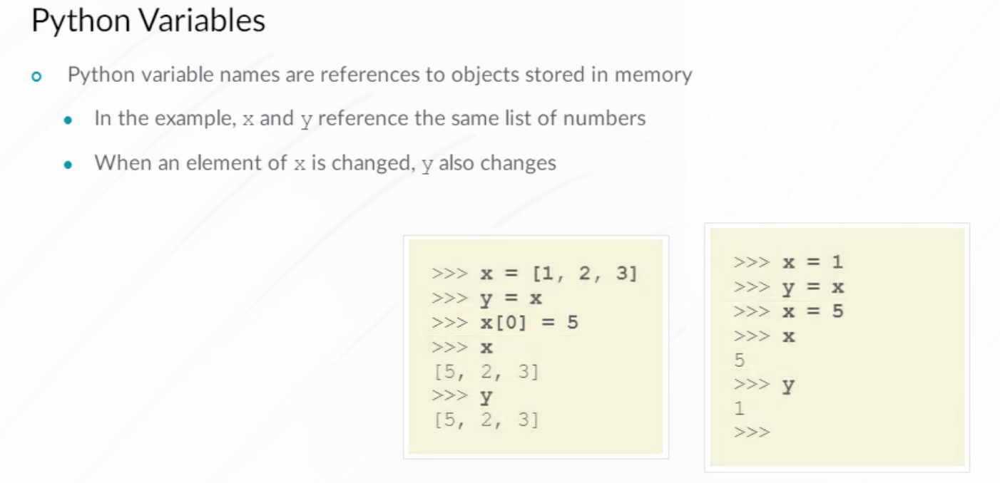 Python Variables
Python variable names are references to objects stored in memory
In the example, x and y reference the same list of numbers
When an element of x is changed, y also changes
>>> x = [1, 2, 3]
>>> y = x
>>> x[0] = 5
>>> x
[5, 2, 3]
>>> y
[5, 2, 3]
>>> x = 1
>>> y = x
>>> x = 5
>>> x
5
>>> y
1
>>>